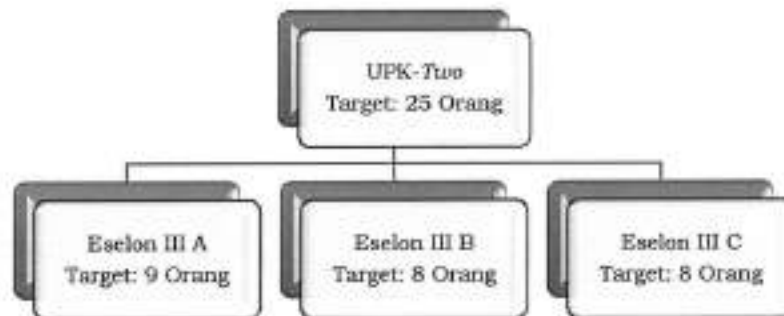 UPK-Two
Target: 25 Orang
Eselon III A
Target: 9 Orang
Eselon III B
Target: 8 Orang
Eselon III C
Target: 8 Orang